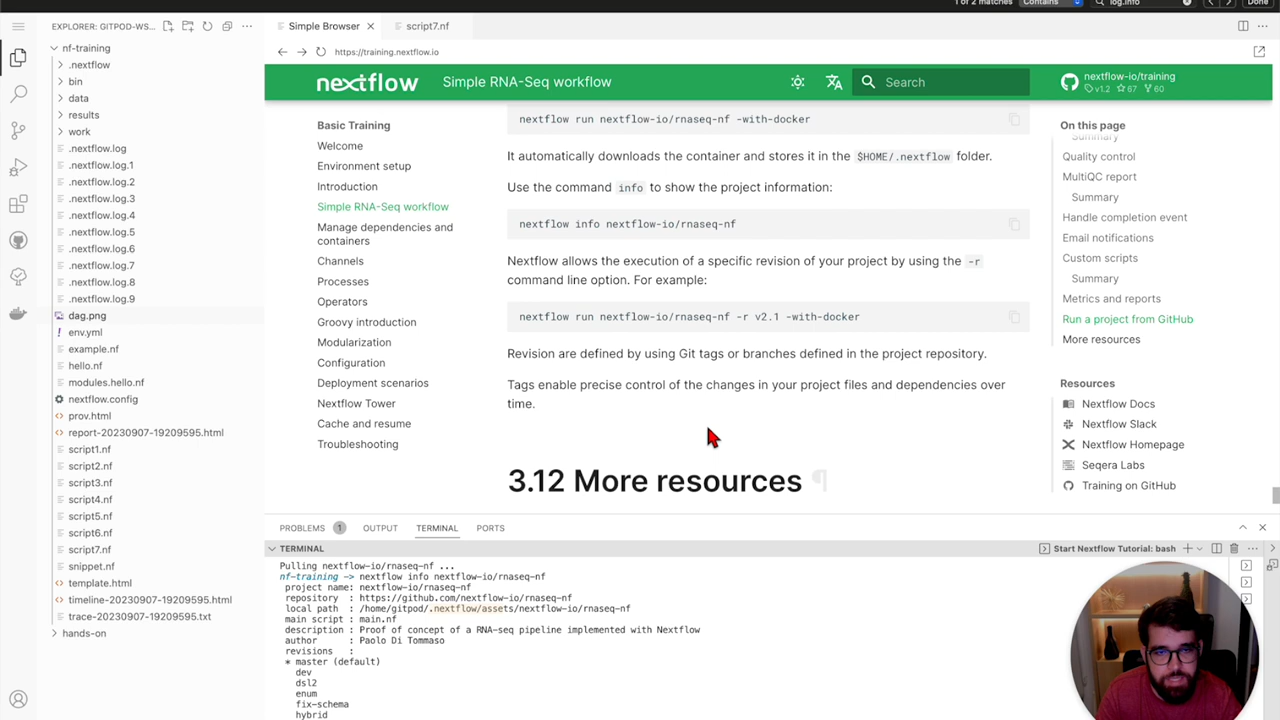 1 of 2 matches
Contains
log.info
Done
EXPLORER: GITPOD-WS...
Simple Browser
script7.nf
https://training.nextflow.io
nf-training
.nextflow
bin
data
results
work
.nextflow.log
.nextflow.log.1
.nextflow.log.2
.nextflow.log.3
.nextflow.log.4
.nextflow.log.5
.nextflow.log.6
.nextflow.log.7
.nextflow.log.8
.nextflow.log.9
dag.png
env.yml
example.nf
hello.nf
modules.hello.nf
nextflow.config
prov.html
report-20230907-19209595.html
script1.nf
script2.nf
script3.nf
script4.nf
script5.nf
script6.nf
script7.nf
snippet.nf
template.html
timeline-20230907-19209595.html
trace-20230907-19209595.txt
hands-on
nextflow
Simple RNA-Seq workflow
Search
nextflow-io/training
v1.2 67 60
Basic Training
Welcome
Environment setup
Introduction
Simple RNA-Seq workflow
Manage dependencies and
containers
Channels
Processes
Operators
Groovy introduction
Modularization
Configuration
Deployment scenarios
Nextflow Tower
Cache and resume
Troubleshooting
nextflow run nextflow-io/rnaseq-nf -with-docker
It automatically downloads the container and stores it in the $HOME/.nextflow folder.
Use the command info to show the project information:
nextflow info nextflow-io/rnaseq-nf
Nextflow allows the execution of a specific revision of your project by using the -r
command line option. For example:
nextflow run nextflow-io/rnaseq-nf -r v2.1 -with-docker
Revision are defined by using Git tags or branches defined in the project repository.
Tags enable precise control of the changes in your project files and dependencies over
time.
3.12 More resources ¶
On this page
Summary
Quality control
MultiQC report
Summary
Handle completion event
Email notifications
Custom scripts
Summary
Metrics and reports
Run a project from GitHub
More resources
Resources
Nextflow Docs
Nextflow Slack
Nextflow Homepage
Seqera Labs
Training on GitHub
PROBLEMS 1 OUTPUT TERMINAL PORTS
TERMINAL
Start Nextflow Tutorial: bash
Pulling nextflow-io/rnaseq-nf ...
nf-training -> nextflow info nextflow-io/rnaseq-nf
project name: nextflow-io/rnaseq-nf
repository : https://github.com/nextflow-io/rnaseq-nf
local path : /home/gitpod/.nextflow/assets/nextflow-io/rnaseq-nf
main script : main.nf
description : Proof of concept of a RNA-seq pipeline implemented with Nextflow
author : Paolo Di Tommaso
revisions :
* master (default)
dev
dsl2
enum
fix-schema
hybrid